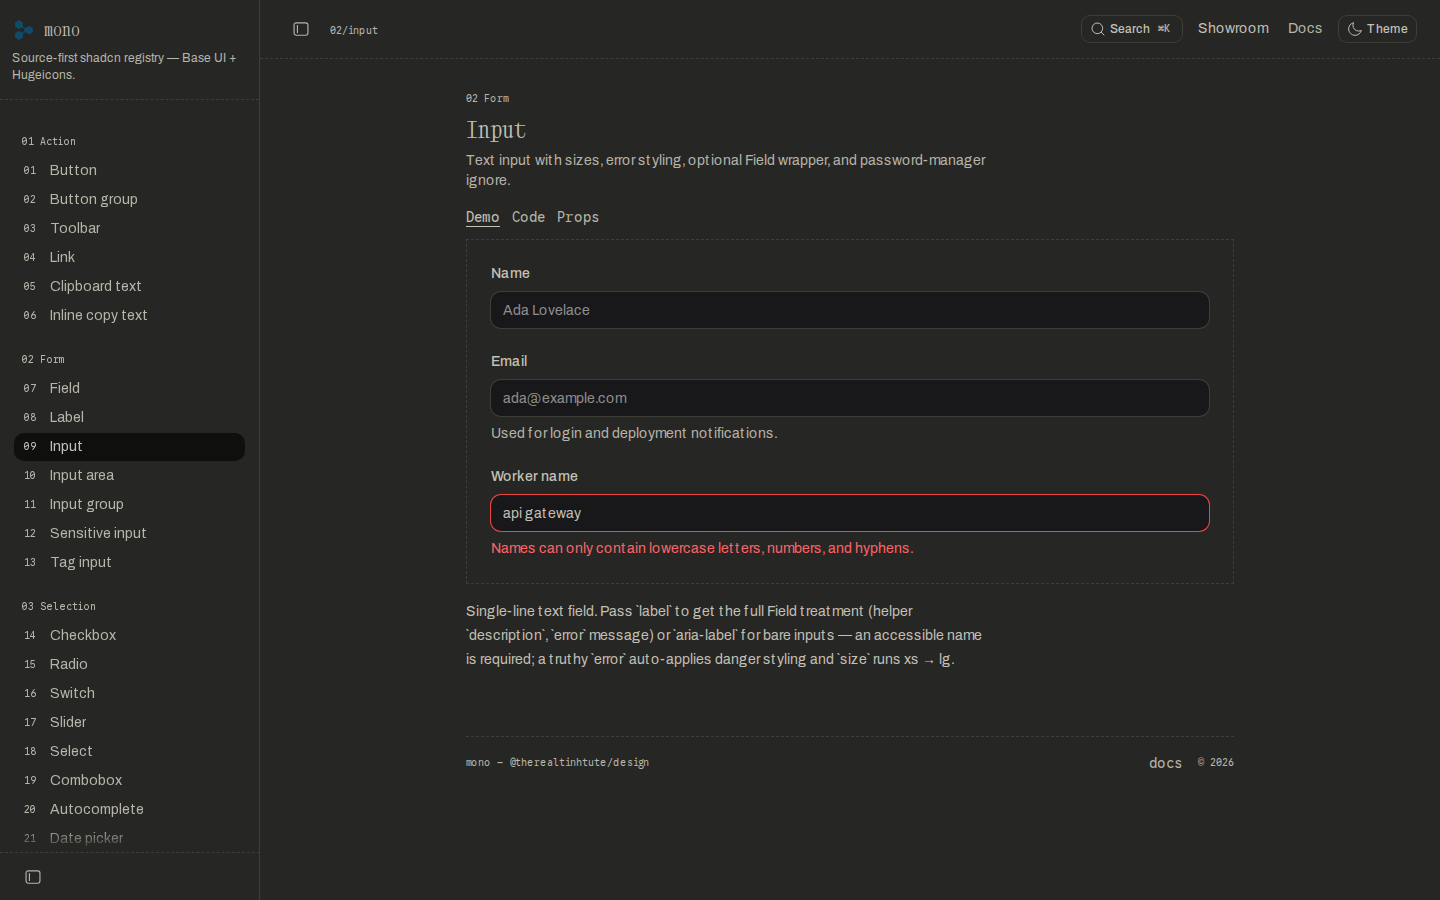 mono
Source-first shadcn registry — Base UI +
Hugeicons.
01 Action
01 Button
02 Button group
03 Toolbar
04 Link
05 Clipboard text
06 Inline copy text
02 Form
07 Field
08 Label
09 Input
10 Input area
11 Input group
12 Sensitive input
13 Tag input
03 Selection
14 Checkbox
15 Radio
16 Switch
17 Slider
18 Select
19 Combobox
20 Autocomplete
21 Date picker
02/input
Search ⌘K
Showroom
Docs
Theme
02 Form
Input
Text input with sizes, error styling, optional Field wrapper, and password-manager
ignore.
Demo Code Props
Name
Ada Lovelace
Email
ada@example.com
Used for login and deployment notifications.
Worker name
api gateway
Names can only contain lowercase letters, numbers, and hyphens.
Single-line text field. Pass `label` to get the full Field treatment (helper
`description`, `error` message) or `aria-label` for bare inputs — an accessible name
is required; a truthy `error` auto-applies danger styling and `size` runs xs → lg.
mono — @therealtinhtute/design
docs © 2026